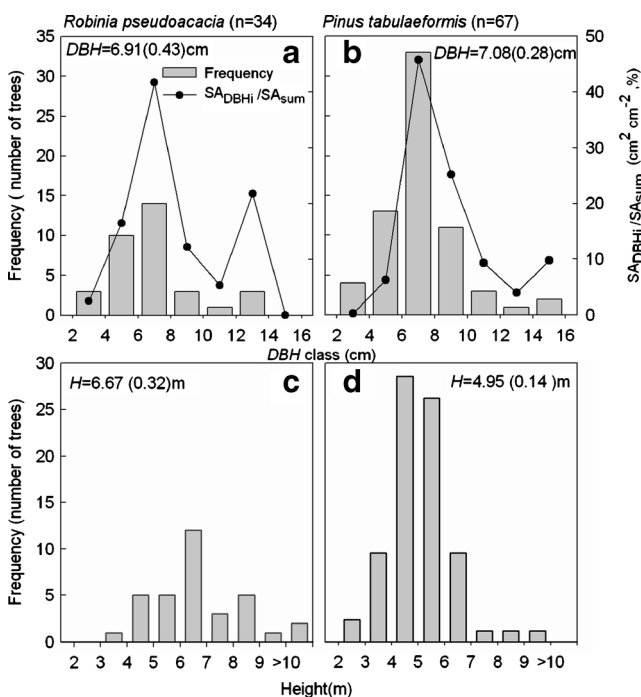 Robinia pseudoacacia (n=34)
Pinus tabulaeformis (n=67)
DBH=6.91(0.43)cm
a
Frequency
SADBHi/SAsum
b
DBH=7.08(0.28)cm
35
30
25
20
15
10
5
0
Frequency ( number of trees)
50
40
30
20
10
0
SADBHi/SAsum (cm² cm⁻² ,%)
2 4 6 8 10 12 14 16
2 4 6 8 10 12 14 16
DBH class (cm)
H=6.67 (0.32)m
c
d
H=4.95 (0.14 )m
30
25
20
15
10
5
0
Frequency (number of trees)
2 3 4 5 6 7 8 9 >10
2 3 4 5 6 7 8 9 >10
Height(m)